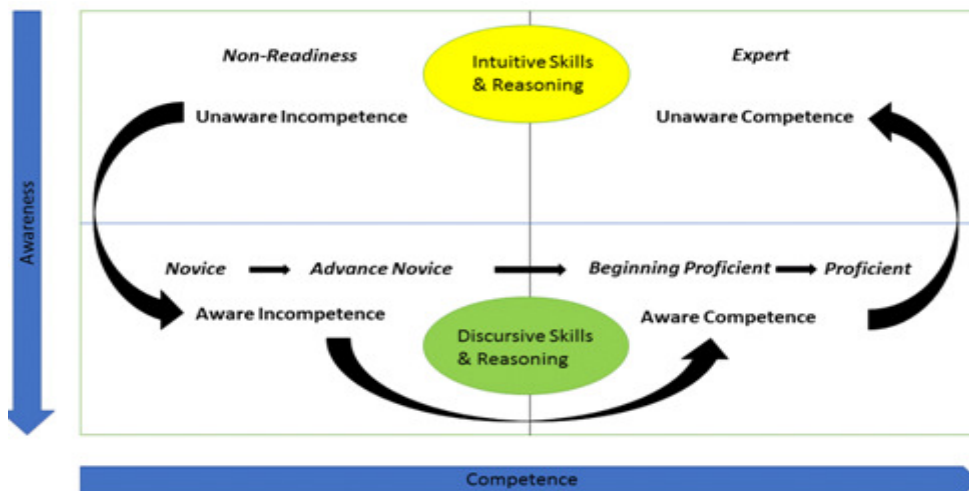 Awareness
Non-Readiness
Intuitive Skills
& Reasoning
Expert
Unaware Incompetence
Unaware Competence
Novice
Advance Novice
Beginning Proficient
Proficient
Aware Incompetence
Aware Competence
Discursive Skills
& Reasoning
Competence